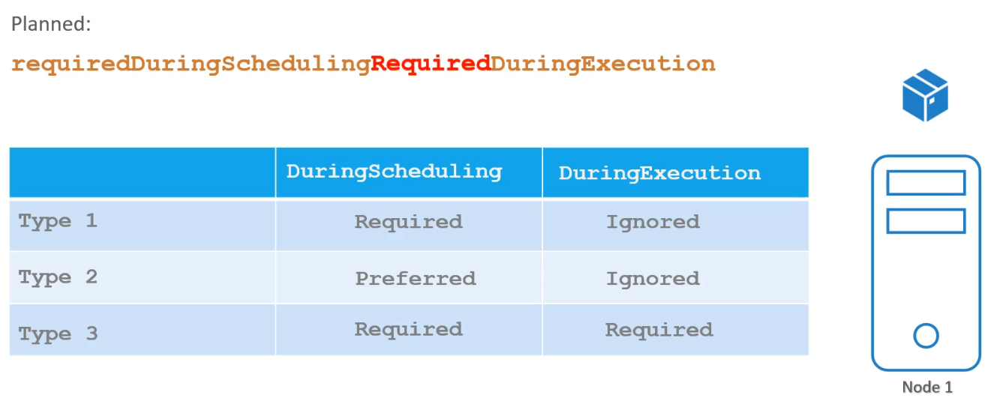 Planned:
requiredDuringSchedulingRequiredDuringExecution
DuringScheduling DuringExecution
Type 1 Required Ignored
Type 2 Preferred Ignored
Type 3 Required Required
Node 1